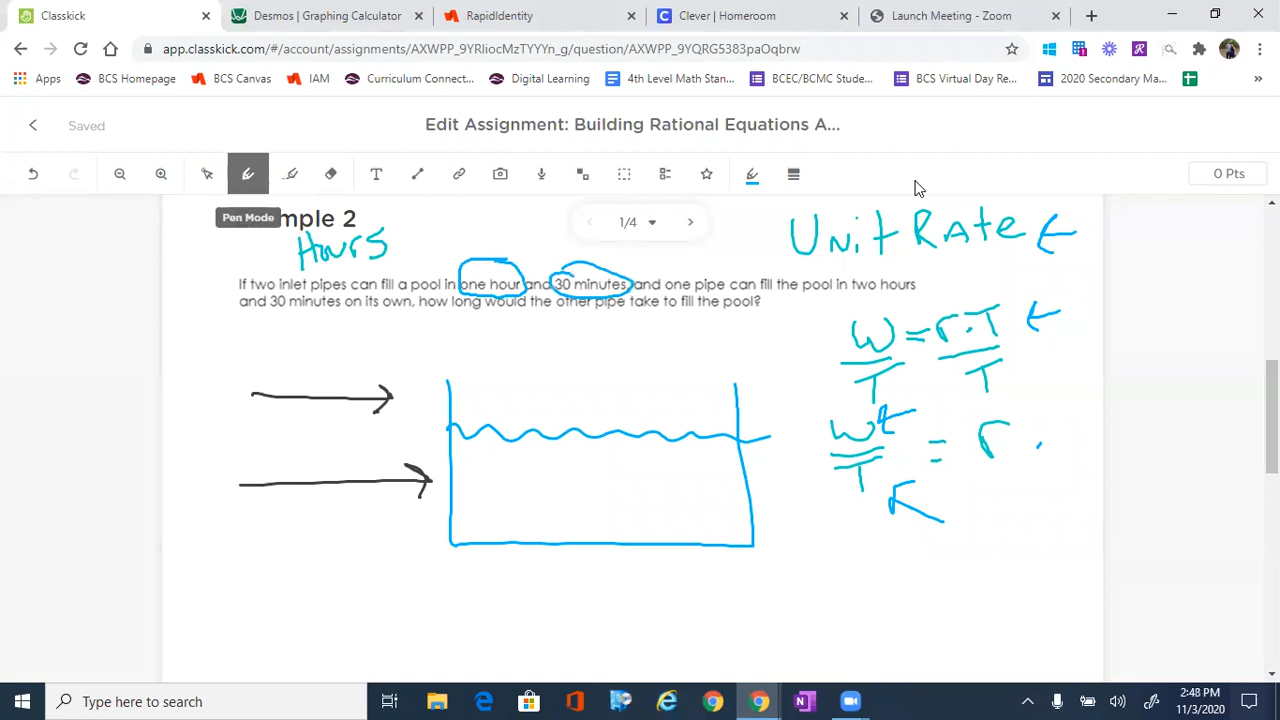 Classkick
Desmos | Graphing Calculato
RapidIdentity
Clever | Homeroom
Launch Meeting - Zoom
app.classkick.com/#/account/assignments/AXWPP_9YRIiocMzTYYYn_g/question/AXWPP_9YQRG5383paOqbrw
Apps
BCS Homepage
BCS Canvas
IAM
Curriculum Connect...
Digital Learning
4th Level Math Stan...
BCEC/BCMC Stude...
BCS Virtual Day Re...
2020 Secondary Ma...
Saved
Edit Assignment: Building Rational Equations A...
0 Pts
Pen Mode
mple 2
1/4
Unit Rate
Hours
If two inlet pipes can fill a pool in one hour and 30 minutes, and one pipe can fill the pool in two hours
and 30 minutes on its own, how long would the other pipe take to fill the pool?
W = r · T
T T
W = r
T
Type here to search
2:48 PM
11/3/2020